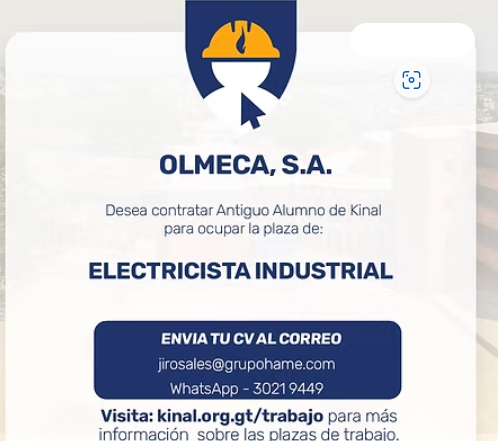 OLMECA, S.A.
Desea contratar Antiguo Alumno de Kinal
para ocupar la plaza de:
ELECTRICISTA INDUSTRIAL
ENVIA TU CV AL CORREO
jirosales@grupohame.com
WhatsApp - 3021 9449
Visita: kinal.org.gt/trabajo para más
información sobre las plazas de trabajo.